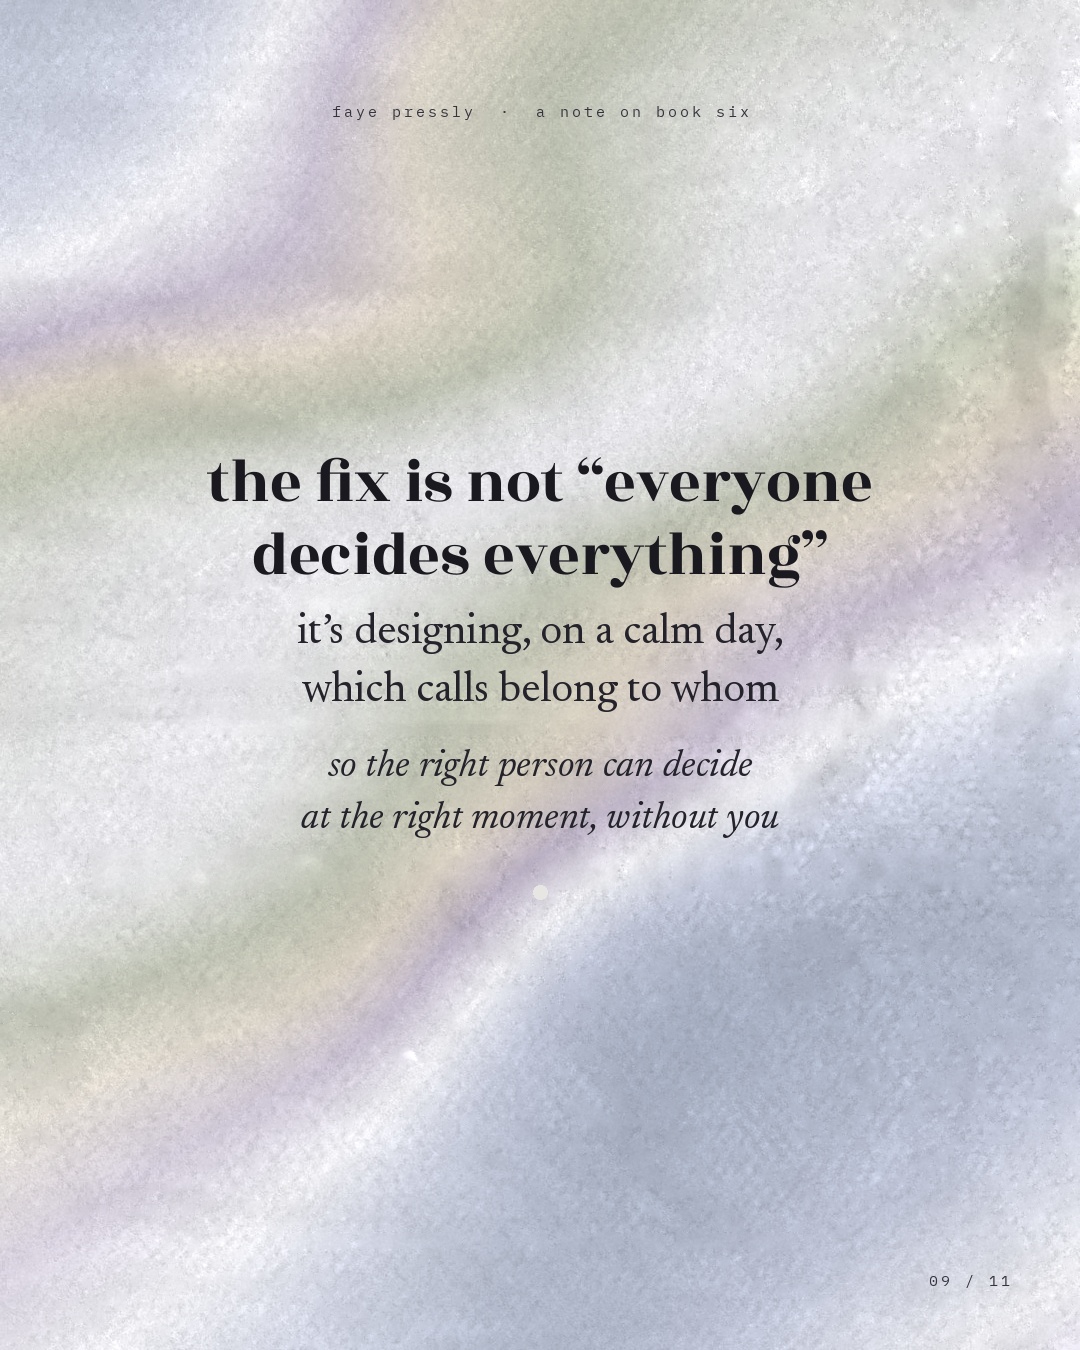 faye pressly · a note on book six
the fix is not “everyone
decides everything”
it’s designing, on a calm day,
which calls belong to whom
so the right person can decide
at the right moment, without you
09 / 11